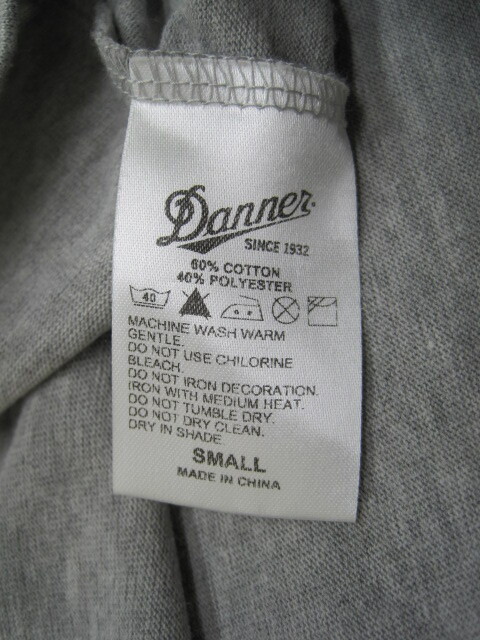 Danner
SINCE 1932
60% COTTON
40% POLYESTER
40
MACHINE WASH WARM
GENTLE.
DO NOT USE CHILORINE
BLEACH.
DO NOT IRON DECORATION.
IRON WITH MEDIUM HEAT.
DO NOT TUMBLE DRY.
DO NOT DRY CLEAN.
DRY IN SHADE
SMALL
MADE IN CHINA